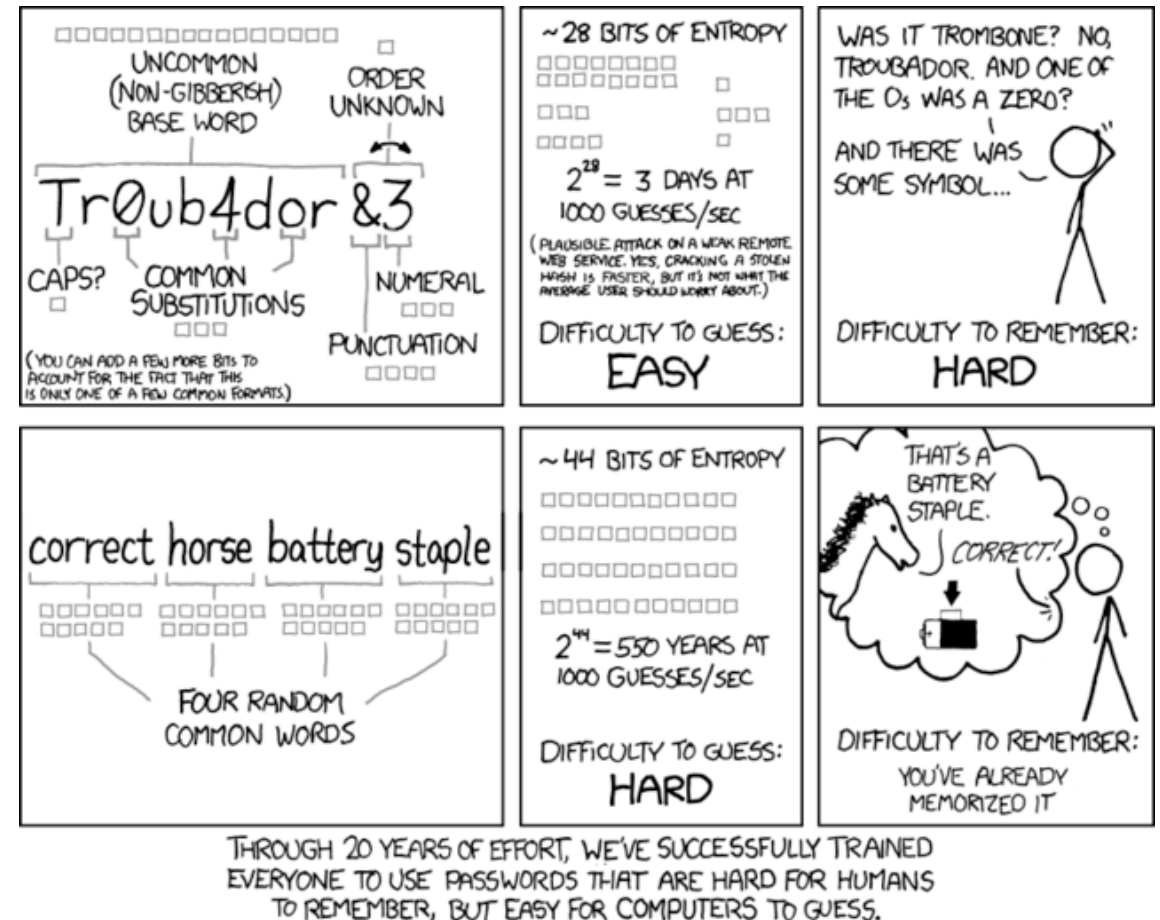 UNCOMMON
(NON-GIBBERISH)
BASE WORD
ORDER
UNKNOWN
Tr0ub4dor &3
CAPS?
COMMON
SUBSTITUTIONS
NUMERAL
PUNCTUATION
(YOU CAN ADD A FEW MORE BITS TO
ACCOUNT FOR THE FACT THAT THIS
IS ONLY ONE OF A FEW COMMON FORMATS.)
~28 BITS OF ENTROPY
2²⁸ = 3 DAYS AT
1000 GUESSES/SEC
(PLAUSIBLE ATTACK ON A WEAK REMOTE
WEB SERVICE. YES, CRACKING A STOLEN
HASH IS FASTER, BUT IT'S NOT WHAT THE
AVERAGE USER SHOULD WORRY ABOUT.)
DIFFICULTY TO GUESS:
EASY
WAS IT TROMBONE? NO,
TROUBADOR. AND ONE OF
THE Os WAS A ZERO?
AND THERE WAS
SOME SYMBOL...
DIFFICULTY TO REMEMBER:
HARD
correct horse battery staple
FOUR RANDOM
COMMON WORDS
~44 BITS OF ENTROPY
2⁴⁴ = 550 YEARS AT
1000 GUESSES/SEC
DIFFICULTY TO GUESS:
HARD
THAT'S A
BATTERY
STAPLE.
CORRECT!
DIFFICULTY TO REMEMBER:
YOU'VE ALREADY
MEMORIZED IT
THROUGH 20 YEARS OF EFFORT, WE'VE SUCCESSFULLY TRAINED
EVERYONE TO USE PASSWORDS THAT ARE HARD FOR HUMANS
TO REMEMBER, BUT EASY FOR COMPUTERS TO GUESS.